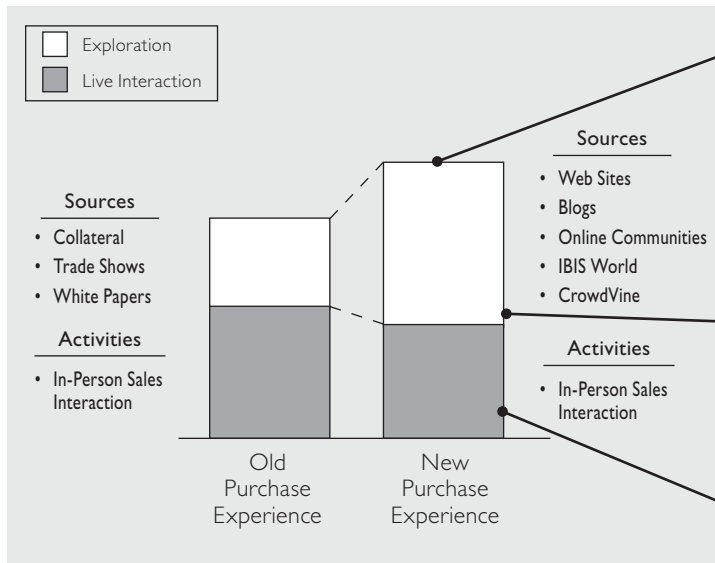 Exploration
Live Interaction
Sources
• Collateral
• Trade Shows
• White Papers
Activities
• In-Person Sales
Interaction
Sources
• Web Sites
• Blogs
• Online Communities
• IBIS World
• CrowdVine
Activities
• In-Person Sales
Interaction
Old
Purchase
Experience
New
Purchase
Experience